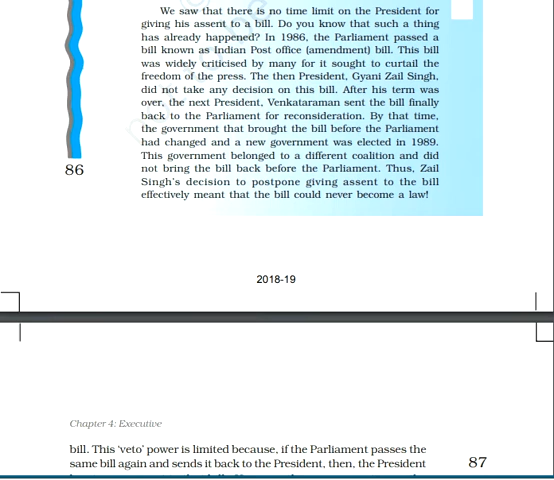 We saw that there is no time limit on the President for
giving his assent to a bill. Do you know that such a thing
has already happened? In 1986, the Parliament passed a
bill known as Indian Post office (amendment) bill. This bill
was widely criticised by many for it sought to curtail the
freedom of the press. The then President, Gyani Zail Singh,
did not take any decision on this bill. After his term was
over, the next President, Venkataraman sent the bill finally
back to the Parliament for reconsideration. By that time,
the government that brought the bill before the Parliament
had changed and a new government was elected in 1989.
This government belonged to a different coalition and did
not bring the bill back before the Parliament. Thus, Zail
Singh's decision to postpone giving assent to the bill
effectively meant that the bill could never become a law!
86
2018-19
Chapter 4: Executive
bill. This ‘veto’ power is limited because, if the Parliament passes the
same bill again and sends it back to the President, then, the President
87